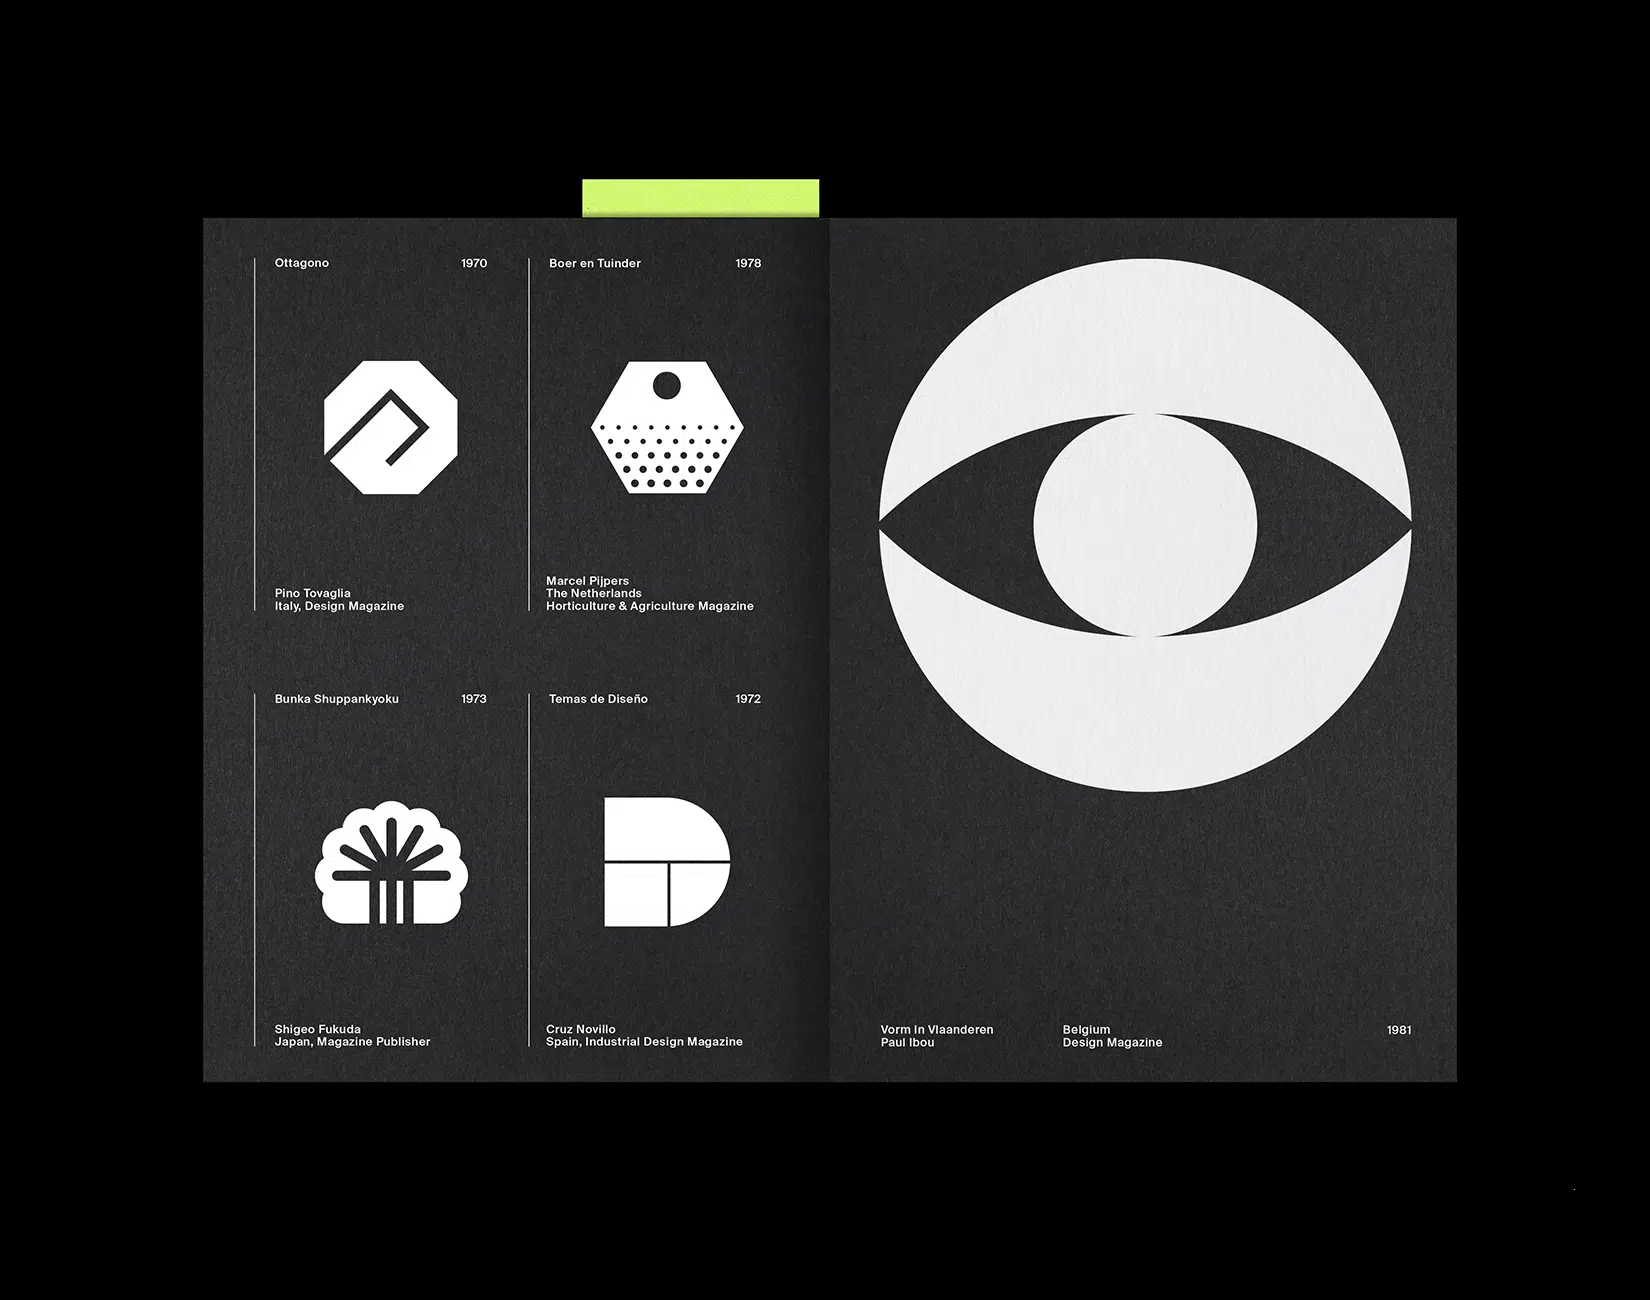 Ottagono 1970
Pino Tovaglia
Italy, Design Magazine
Boer en Tuinder 1978
Marcel Pijpers
The Netherlands
Horticulture & Agriculture Magazine
Bunka Shuppankyoku 1973
Shigeo Fukuda
Japan, Magazine Publisher
Temas de Diseño 1972
Cruz Novillo
Spain, Industrial Design Magazine
Vorm In Vlaanderen
Paul Ibou
Belgium
Design Magazine
1981